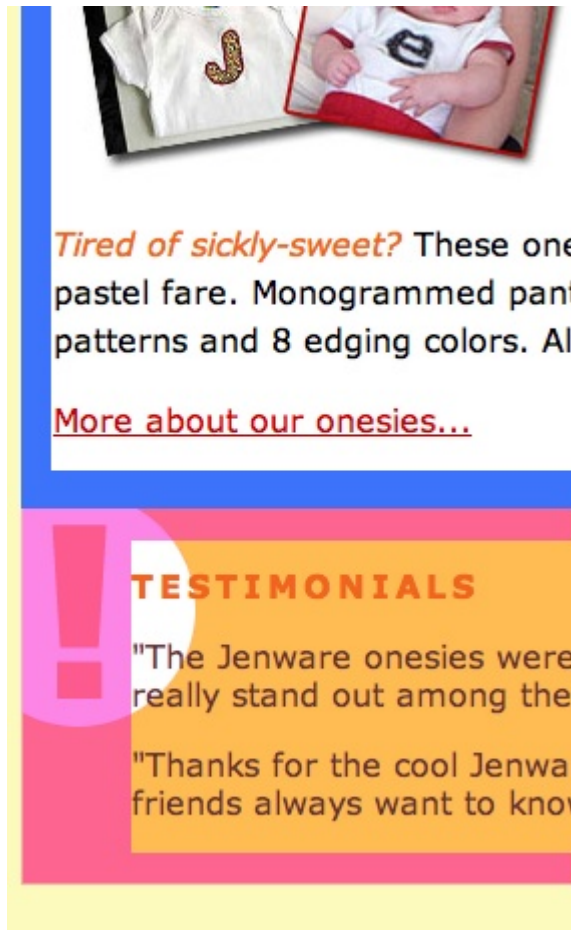 J e
Tired of sickly-sweet? These one
pastel fare. Monogrammed pant
patterns and 8 edging colors. Al
More about our onesies...
!
TESTIMONIALS
"The Jenware onesies were
really stand out among the
"Thanks for the cool Jenwa
friends always want to know